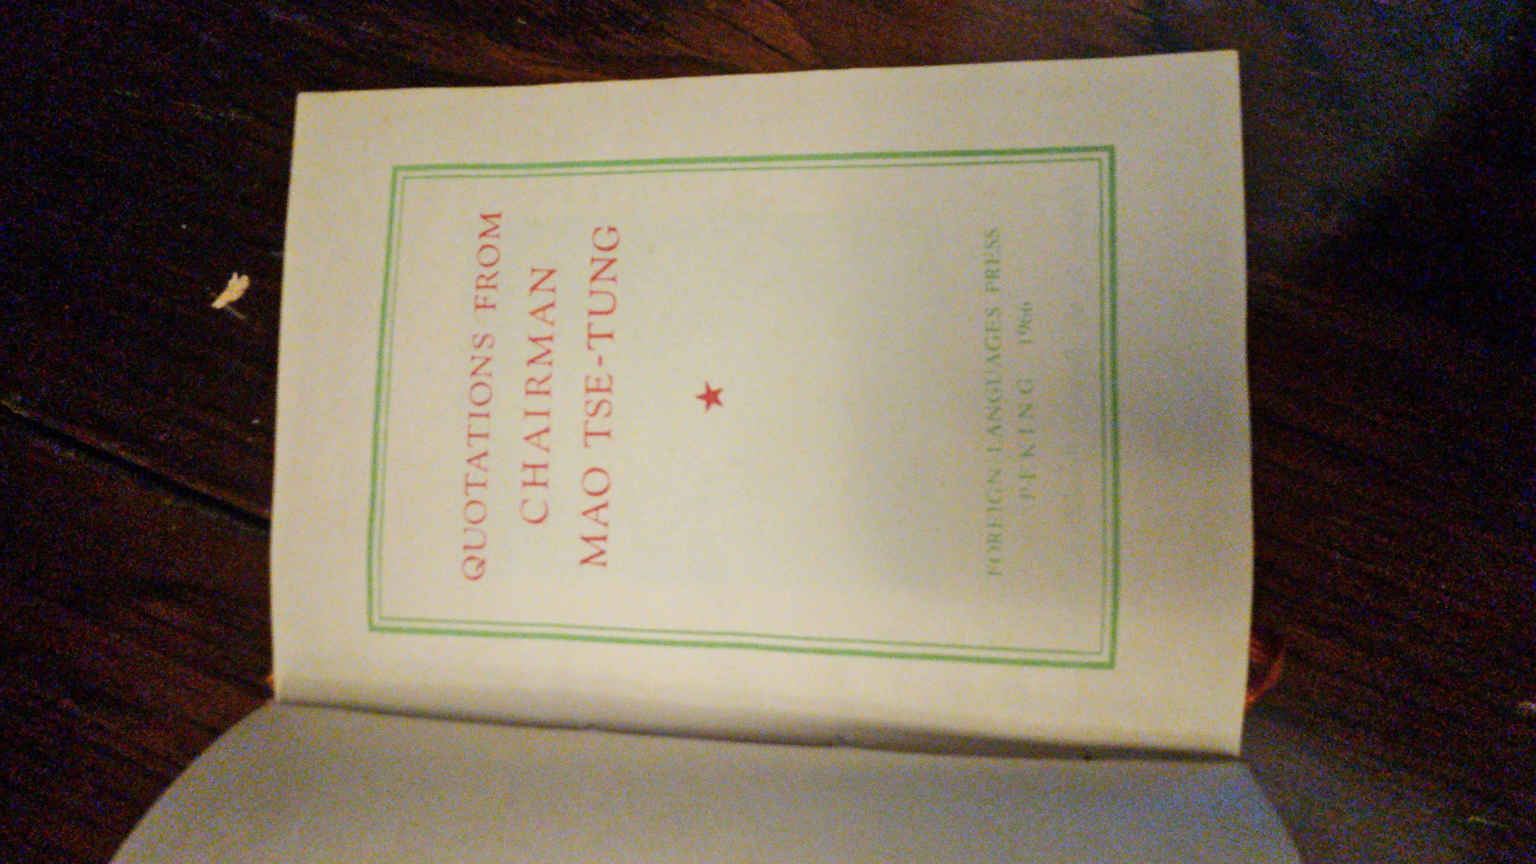 QUOTATIONS FROM
CHAIRMAN
MAO TSE-TUNG
FOREIGN LANGUAGES PRESS
PEKING 1966